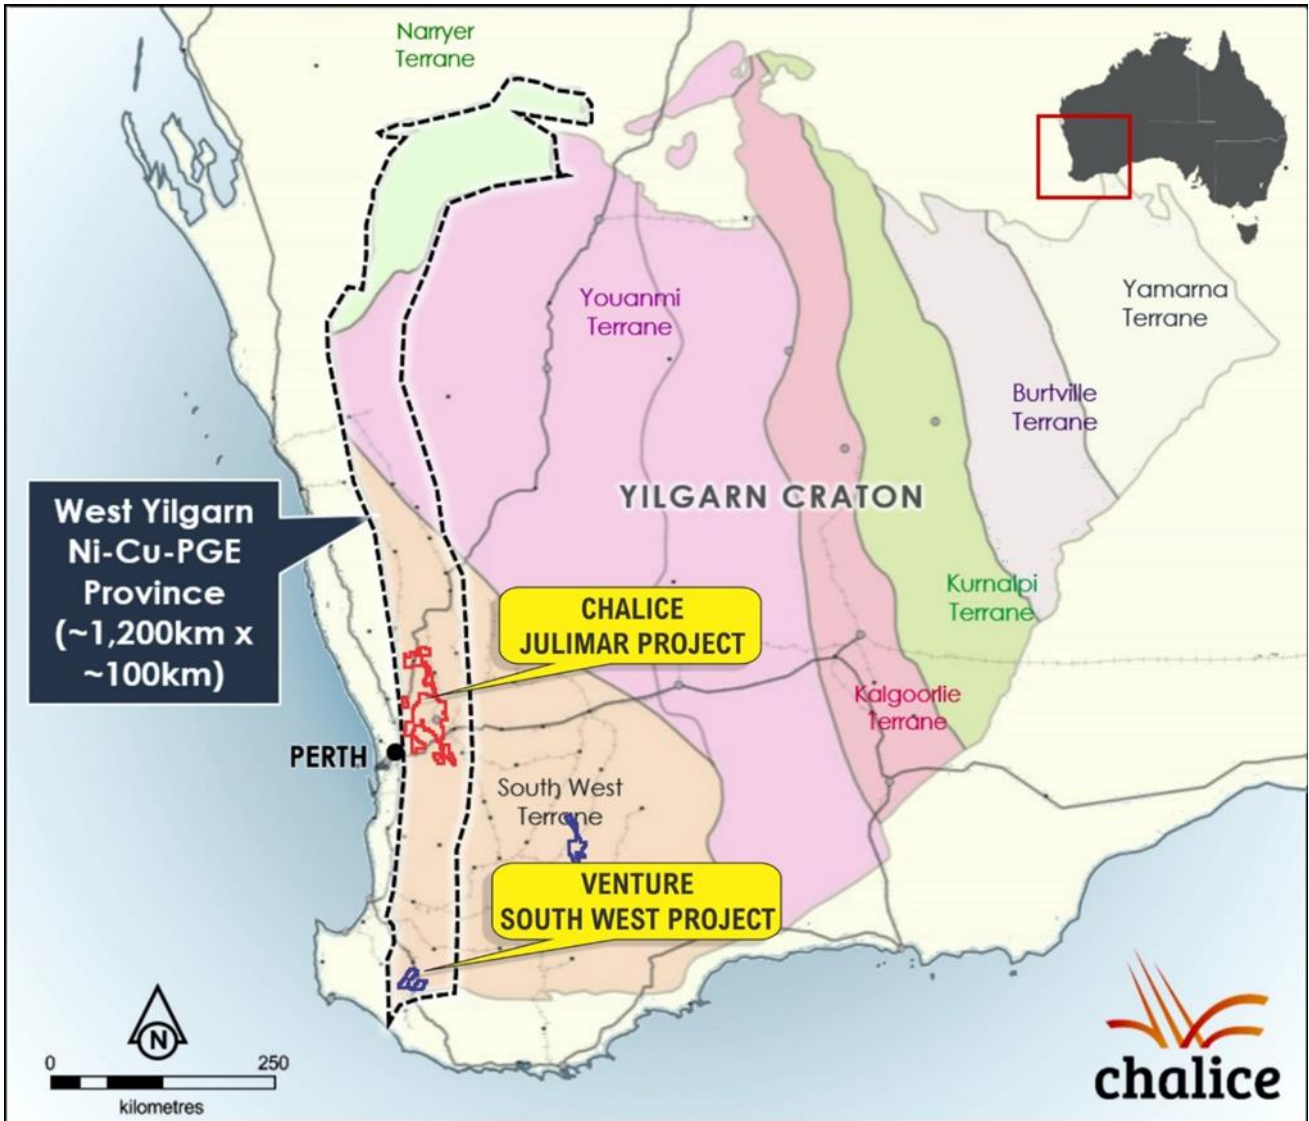 Narryer
Terrane
Youanmi
Terrane
Yamarna
Terrane
Burtville
Terrane
YILGARN CRATON
West Yilgarn
Ni-Cu-PGE
Province
(~1,200km x
~100km)
Kurnalpi
Terrane
CHALICE
JULIMAR PROJECT
Kalgoorlie
Terrane
PERTH
South West
Terrane
VENTURE
SOUTH WEST PROJECT
N
0 250
kilometres
chalice